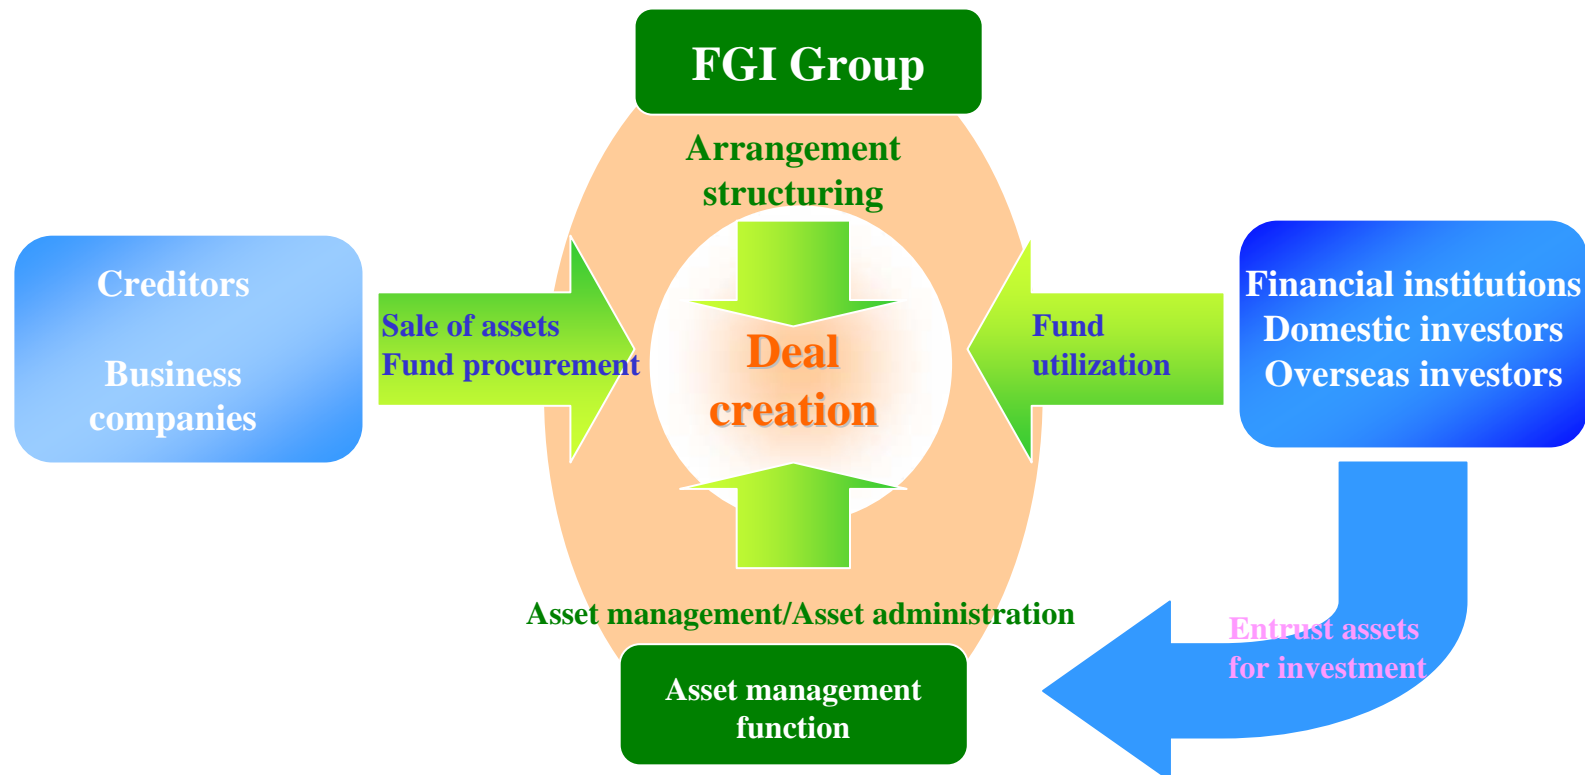 FGI Group
Arrangement
structuring
Creditors
Business
companies
Sale of assets
Fund procurement
Deal
creation
Fund
utilization
Financial institutions
Domestic investors
Overseas investors
Asset management/Asset administration
Entrust assets
for investment
Asset management
function